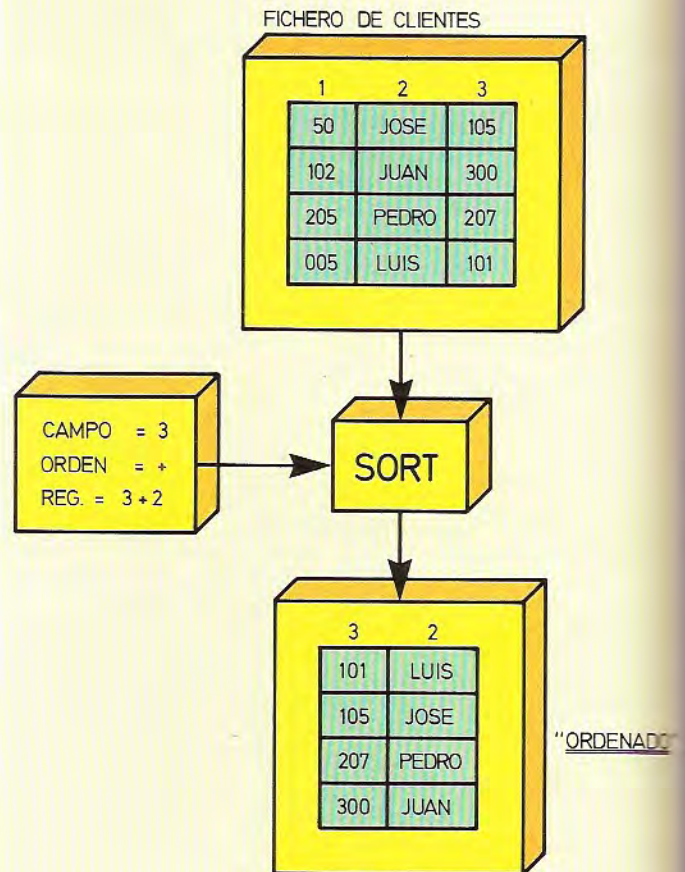 FICHERO DE CLIENTES
1 2 3
50 JOSE 105
102 JUAN 300
205 PEDRO 207
005 LUIS 101
CAMPO = 3
ORDEN = +
REG. = 3 + 2
SORT
3 2
101 LUIS
105 JOSE
207 PEDRO
300 JUAN
"ORDENADO"